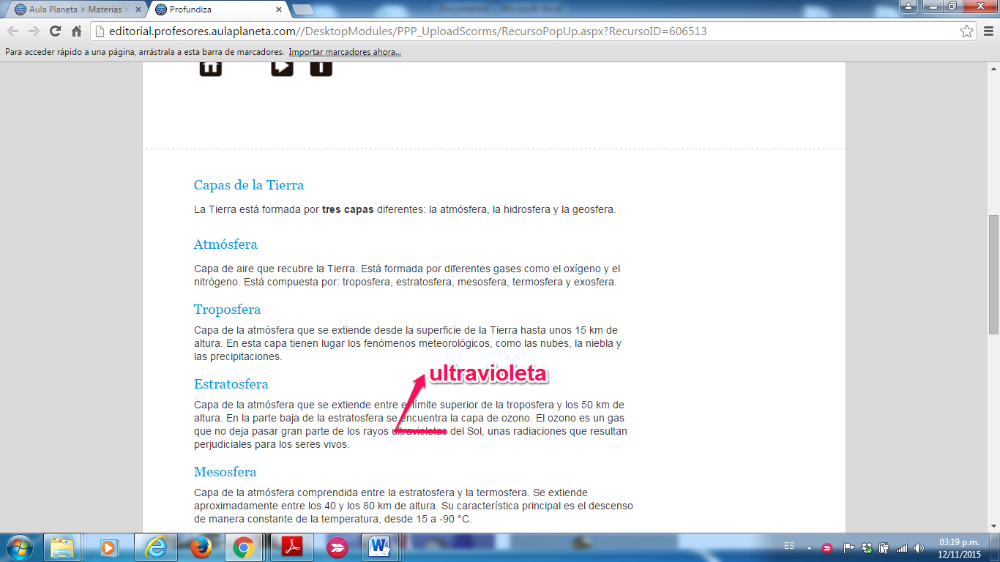 Aula Planeta > Materias >
Profundiza
Documento1 - Microsoft Word
editorial.profesores.aulaplaneta.com//DesktopModules/PPP_UploadScorms/RecursoPopUp.aspx?RecursoID=606513
Para acceder rápido a una página, arrástrala a esta barra de marcadores. Importar marcadores ahora...
Capas de la Tierra
La Tierra está formada por tres capas diferentes: la atmósfera, la hidrosfera y la geosfera.
Atmósfera
Capa de aire que recubre la Tierra. Está formada por diferentes gases como el oxígeno y el
nitrógeno. Está compuesta por: troposfera, estratosfera, mesosfera, termosfera y exosfera.
Troposfera
Capa de la atmósfera que se extiende desde la superficie de la Tierra hasta unos 15 km de
altura. En esta capa tienen lugar los fenómenos meteorológicos, como las nubes, la niebla y
las precipitaciones.
ultravioleta
Estratosfera
Capa de la atmósfera que se extiende entre el límite superior de la troposfera y los 50 km de
altura. En la parte baja de la estratosfera se encuentra la capa de ozono. El ozono es un gas
que no deja pasar gran parte de los rayos ultravioletas del Sol, unas radiaciones que resultan
perjudiciales para los seres vivos.
Mesosfera
Capa de la atmósfera comprendida entre la estratosfera y la termosfera. Se extiende
aproximadamente entre los 40 y los 80 km de altura. Su característica principal es el descenso
de manera constante de la temperatura, desde 15 a -90 °C.
ES
03:19 p.m.
12/11/2015